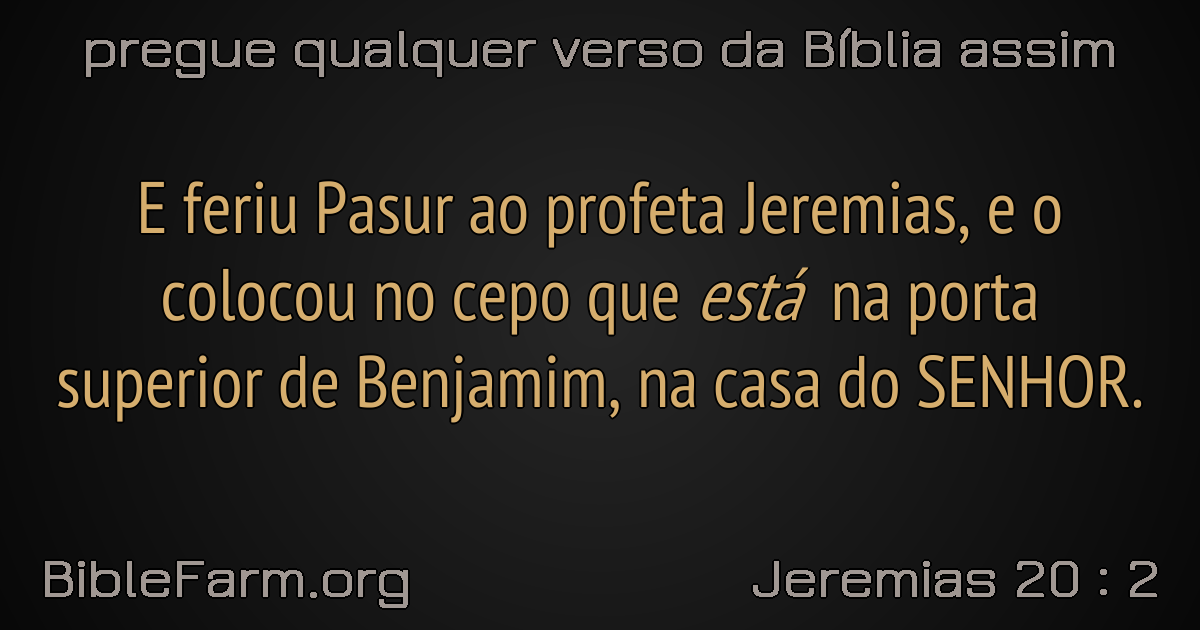 pregue qualquer verso da Bíblia assim
E feriu Pasur ao profeta Jeremias, e o
colocou no cepo que está na porta
superior de Benjamim, na casa do SENHOR.
BibleFarm.org
Jeremias 20 : 2